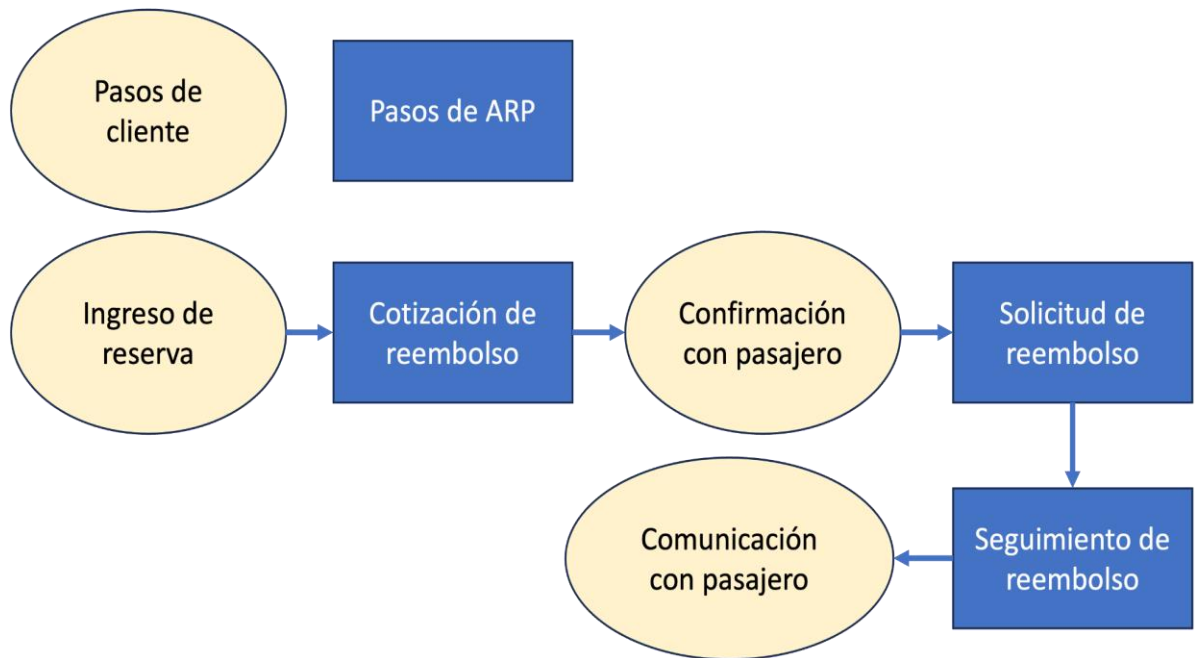 Pasos de
cliente
Pasos de ARP
Ingreso de
reserva
Cotización de
reembolso
Confirmación
con pasajero
Solicitud de
reembolso
Comunicación
con pasajero
Seguimiento de
reembolso